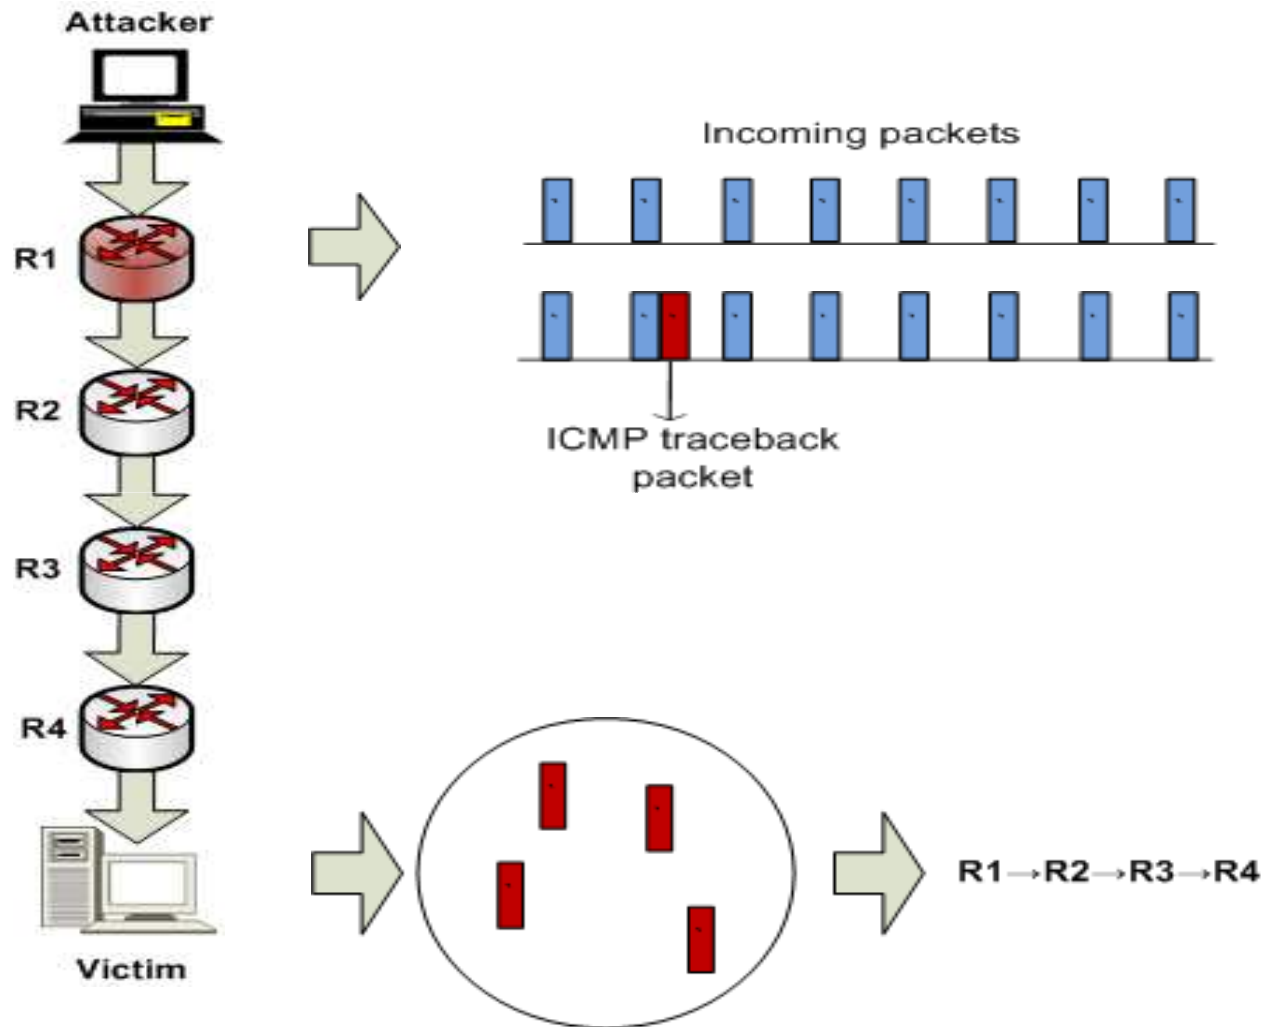 Attacker
Incoming packets
R1
R2
ICMP traceback
packet
R3
R4
R1→R2→R3→R4
Victim